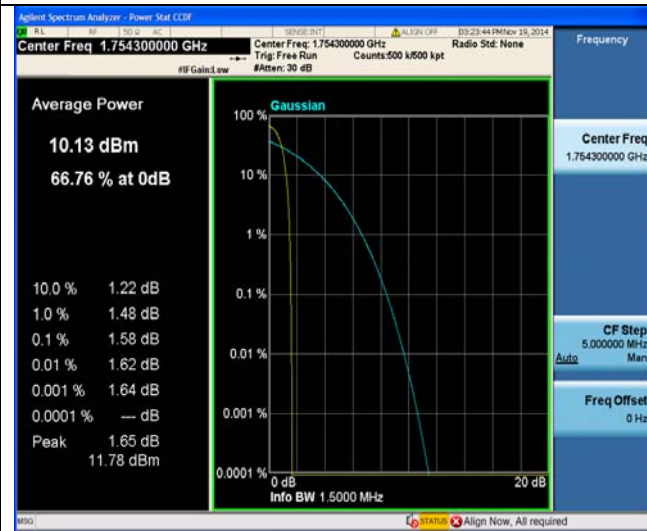 Agilent Spectrum Analyzer - Power Stat CCDF
RL RF 50 Ω AC SENSE:INT ALIGN OFF 03:23:44 PM Nov 19, 2014
Center Freq 1.754300000 GHz
Center Freq: 1.754300000 GHz Radio Std: None
Trig: Free Run Counts:500 k/500 kpt
#IFGain:Low #Atten: 30 dB
Frequency
Average Power
10.13 dBm
66.76 % at 0dB
10.0 % 1.22 dB
1.0 % 1.48 dB
0.1 % 1.58 dB
0.01 % 1.62 dB
0.001 % 1.64 dB
0.0001 % --- dB
Peak 1.65 dB
11.78 dBm
Gaussian
100 %
10 %
1 %
0.1 %
0.01 %
0.001 %
0.0001 %
0 dB 20 dB
Info BW 1.5000 MHz
Center Freq
1.754300000 GHz
CF Step
5.000000 MHz
Auto Man
Freq Offset
0 Hz
MSG STATUS Align Now, All required